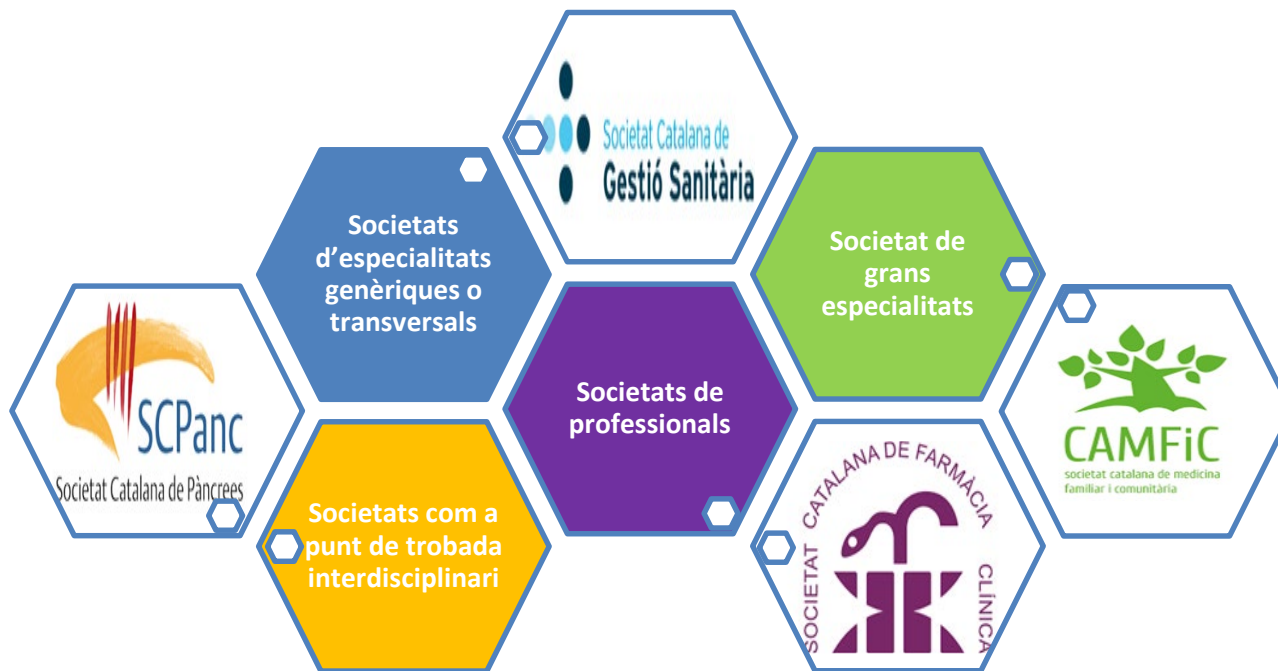 Societat Catalana de
Gestió Sanitària
Societats
d’especialitats
genèriques o
transversals
Societat de
grans
especialitats
SCPanc
Societat Catalana de Pàncrees
Societats de
professionals
CAMFiC
societat catalana de medicina
familiar i comunitària
Societats com a
punt de trobada
interdisciplinari
SOCIETAT CATALANA DE FARMÀCIA CLÍNICA